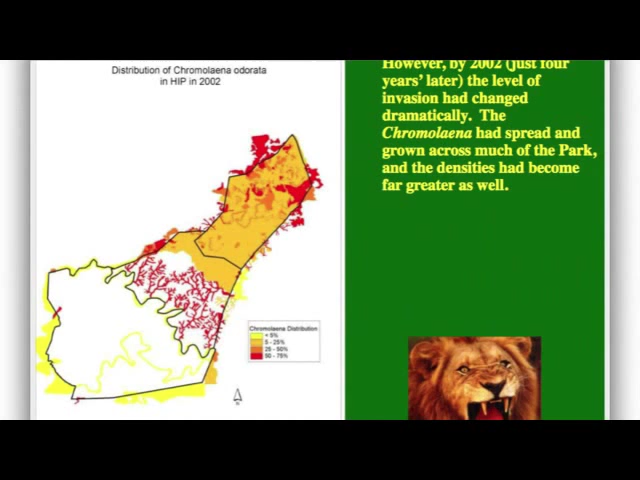 Distribution of Chromolaena odorata
in HIP in 2002
Chromolaena Distribution
< 5%
5 - 25%
25 - 50%
50 - 75%
N
However, by 2002 (just four
years' later) the level of
invasion had changed
dramatically. The
Chromolaena had spread and
grown across much of the Park,
and the densities had become
far greater as well.